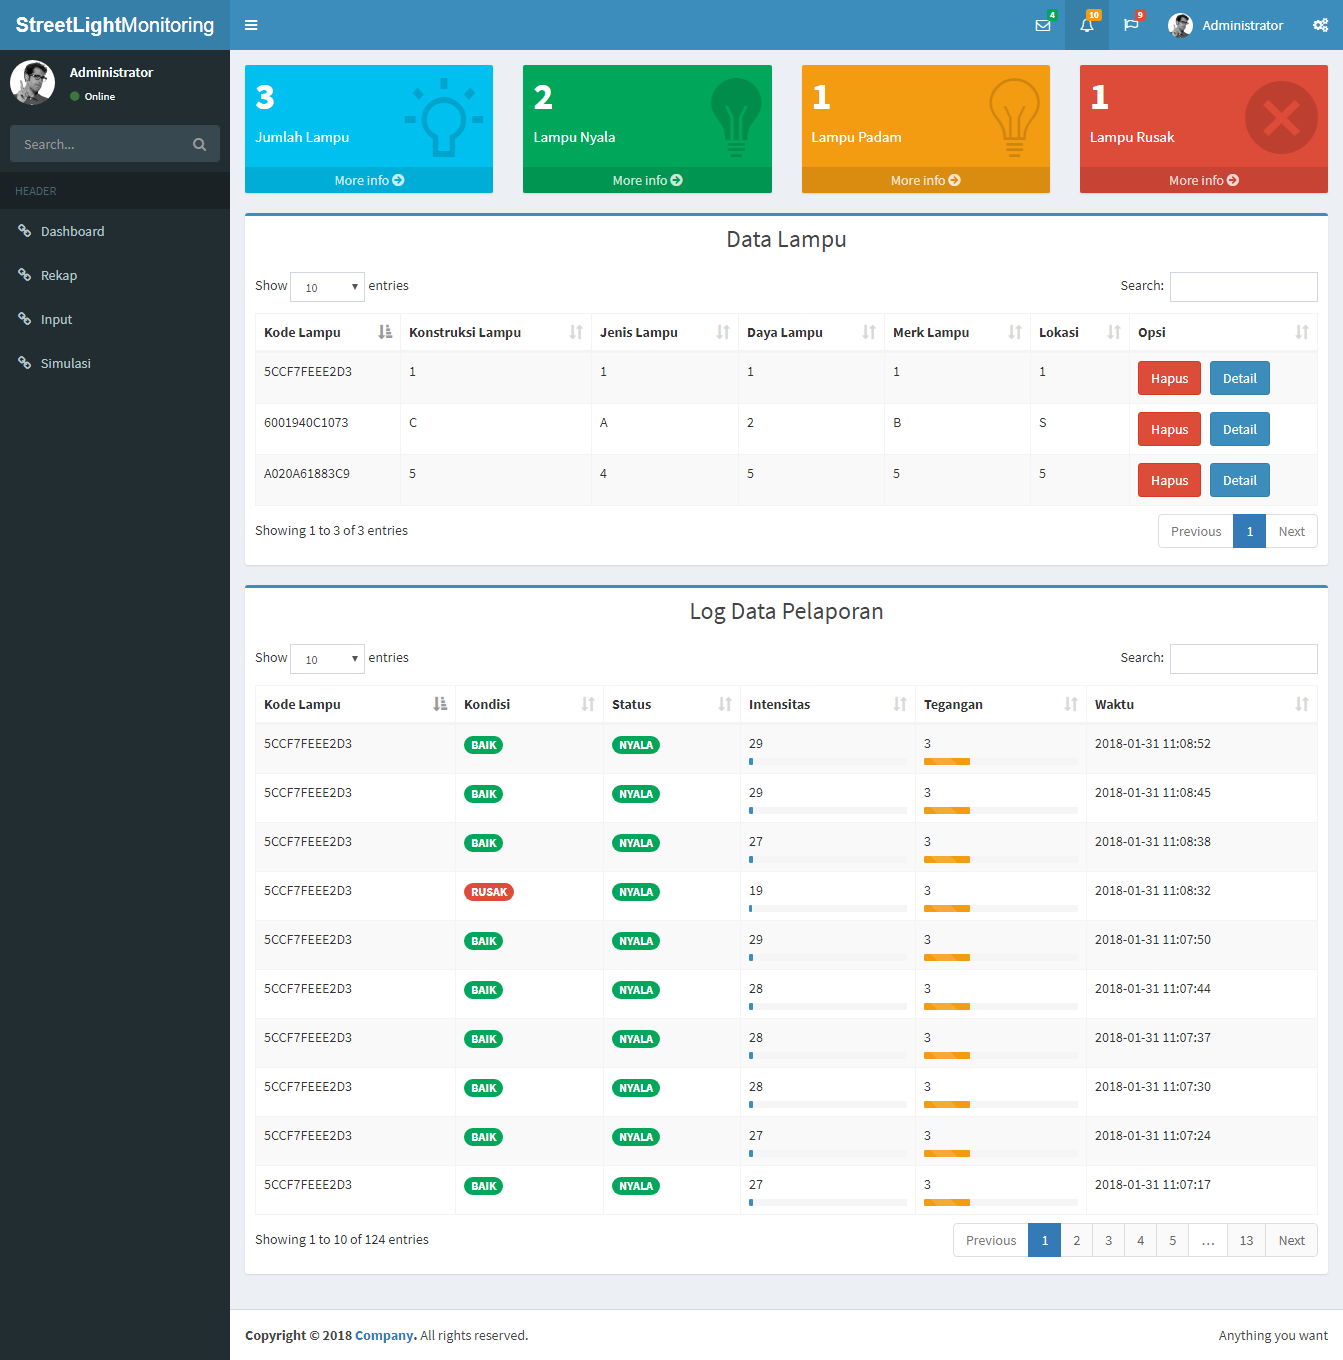 StreetLightMonitoring
4
10
9
Administrator
Administrator
Online
Search...
HEADER
Dashboard
Rekap
Input
Simulasi
3
Jumlah Lampu
More info
2
Lampu Nyala
More info
1
Lampu Padam
More info
1
Lampu Rusak
More info
Data Lampu
Show 10 entries
Search:
Kode Lampu Konstruksi Lampu Jenis Lampu Daya Lampu Merk Lampu Lokasi Opsi
5CCF7FEEE2D3 1 1 1 1 1 Hapus Detail
6001940C1073 C A 2 B S Hapus Detail
A020A61883C9 5 4 5 5 5 Hapus Detail
Showing 1 to 3 of 3 entries
Previous 1 Next
Log Data Pelaporan
Show 10 entries
Search:
Kode Lampu Kondisi Status Intensitas Tegangan Waktu
5CCF7FEEE2D3 BAIK NYALA 29 3 2018-01-31 11:08:52
5CCF7FEEE2D3 BAIK NYALA 29 3 2018-01-31 11:08:45
5CCF7FEEE2D3 BAIK NYALA 27 3 2018-01-31 11:08:38
5CCF7FEEE2D3 RUSAK NYALA 19 3 2018-01-31 11:08:32
5CCF7FEEE2D3 BAIK NYALA 29 3 2018-01-31 11:07:50
5CCF7FEEE2D3 BAIK NYALA 28 3 2018-01-31 11:07:44
5CCF7FEEE2D3 BAIK NYALA 28 3 2018-01-31 11:07:37
5CCF7FEEE2D3 BAIK NYALA 28 3 2018-01-31 11:07:30
5CCF7FEEE2D3 BAIK NYALA 27 3 2018-01-31 11:07:24
5CCF7FEEE2D3 BAIK NYALA 27 3 2018-01-31 11:07:17
Showing 1 to 10 of 124 entries
Previous 1 2 3 4 5 … 13 Next
Copyright © 2018 Company. All rights reserved.
Anything you want